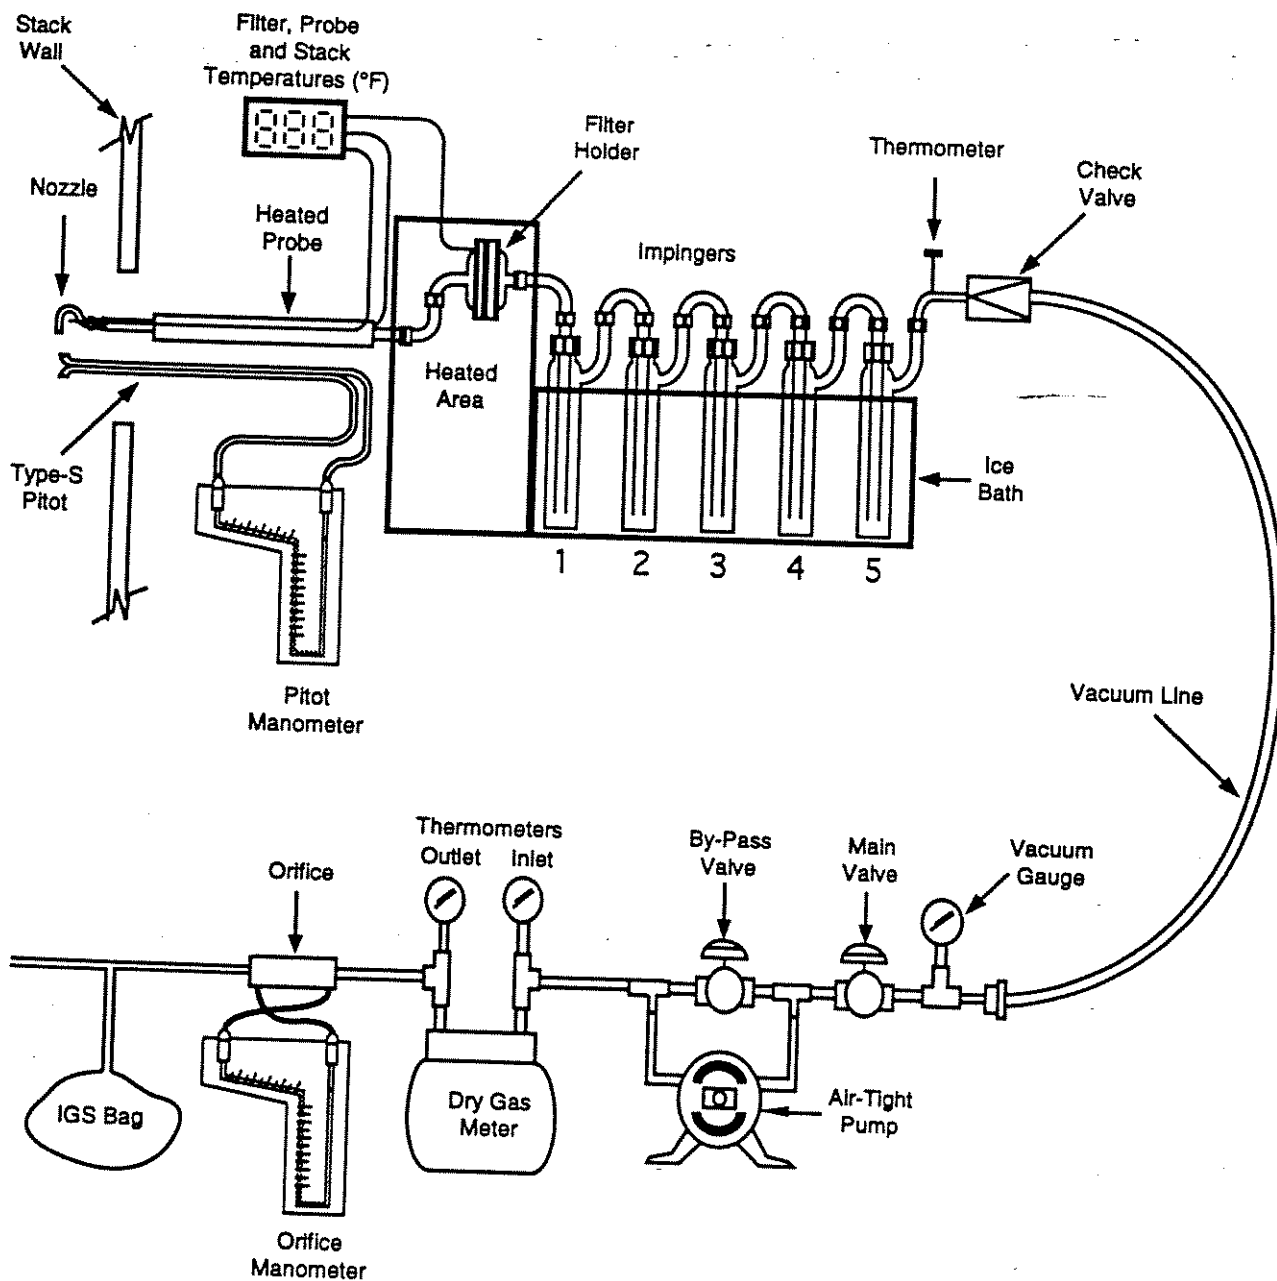 Stack
Wall
Filter, Probe
and Stack
Temperatures (°F)
888
Filter
Holder
Thermometer
Check
Valve
Nozzle
Heated
Probe
Impingers
Heated
Area
Type-S
Pitot
Ice
Bath
1 2 3 4 5
Pitot
Manometer
Vacuum Line
Thermometers
Outlet Inlet
By-Pass
Valve
Main
Valve
Vacuum
Gauge
Orifice
IGS Bag
Dry Gas
Meter
Air-Tight
Pump
Orifice
Manometer